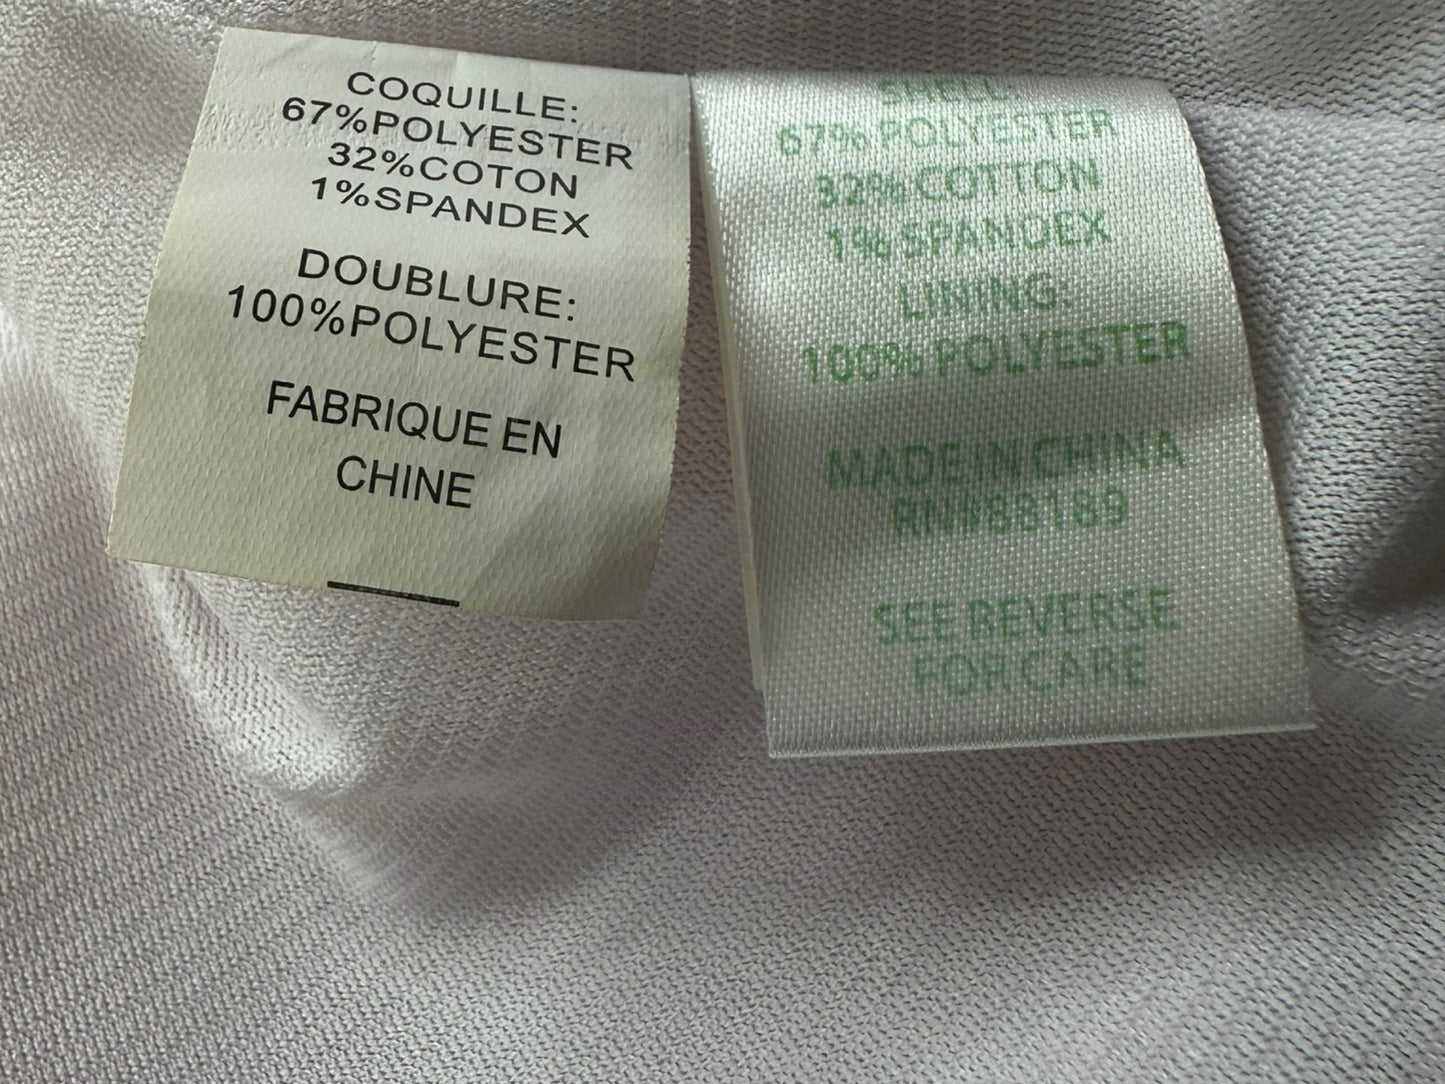 COQUILLE:
67%POLYESTER
32%COTON
1%SPANDEX
DOUBLURE:
100%POLYESTER
FABRIQUE EN
CHINE
SHELL:
67% POLYESTER
32% COTTON
1% SPANDEX
LINING:
100% POLYESTER
MADE IN CHINA
RN#88189
SEE REVERSE
FOR CARE